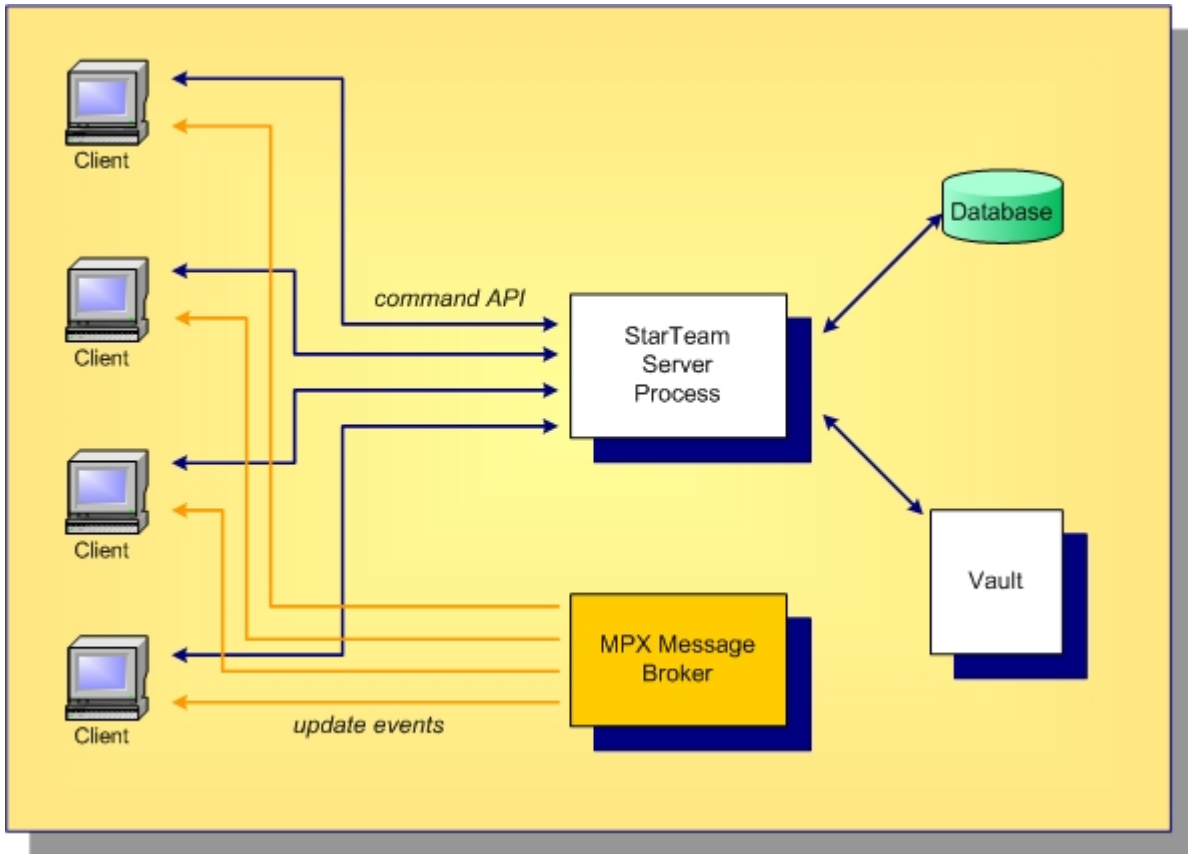 Client
Client
Client
Client
command API
update events
StarTeam
Server
Process
MPX Message
Broker
Database
Vault